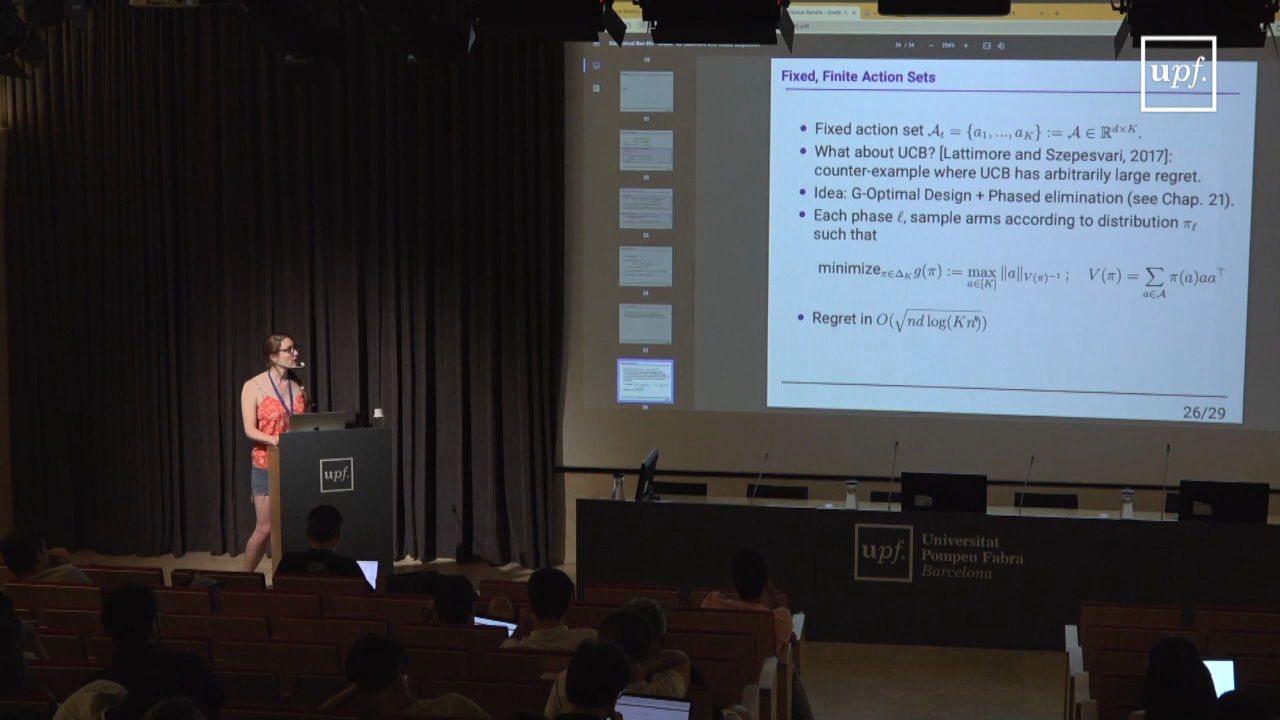 upf.
Fixed, Finite Action Sets
• Fixed action set 𝒜ₜ = {a₁, ..., a_K} := 𝒜 ∈ ℝ^{d×K}.
• What about UCB? [Lattimore and Szepesvari, 2017]:
counter-example where UCB has arbitrarily large regret.
• Idea: G-Optimal Design + Phased elimination (see Chap. 21).
• Each phase ℓ, sample arms according to distribution π_ℓ
such that
minimize_{π∈Δ_K} g(π) := max_{a∈[K]} ‖a‖_{V(π)⁻¹} ; V(π) = ∑_{a∈𝒜} π(a)aa^⊤
• Regret in O(√(nd log(Kn)))
26/29
upf.
upf.
Universitat
Pompeu Fabra
Barcelona